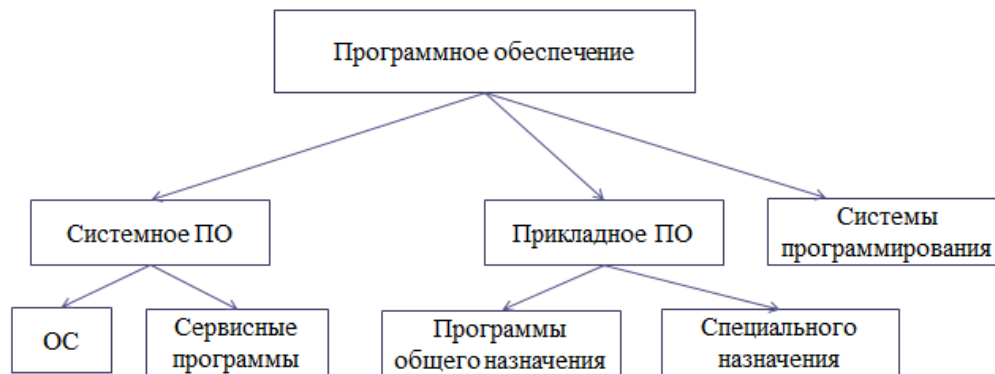 Программное обеспечение
Системное ПО
Прикладное ПО
Системы
программирования
ОС
Сервисные
программы
Программы
общего назначения
Специального
назначения